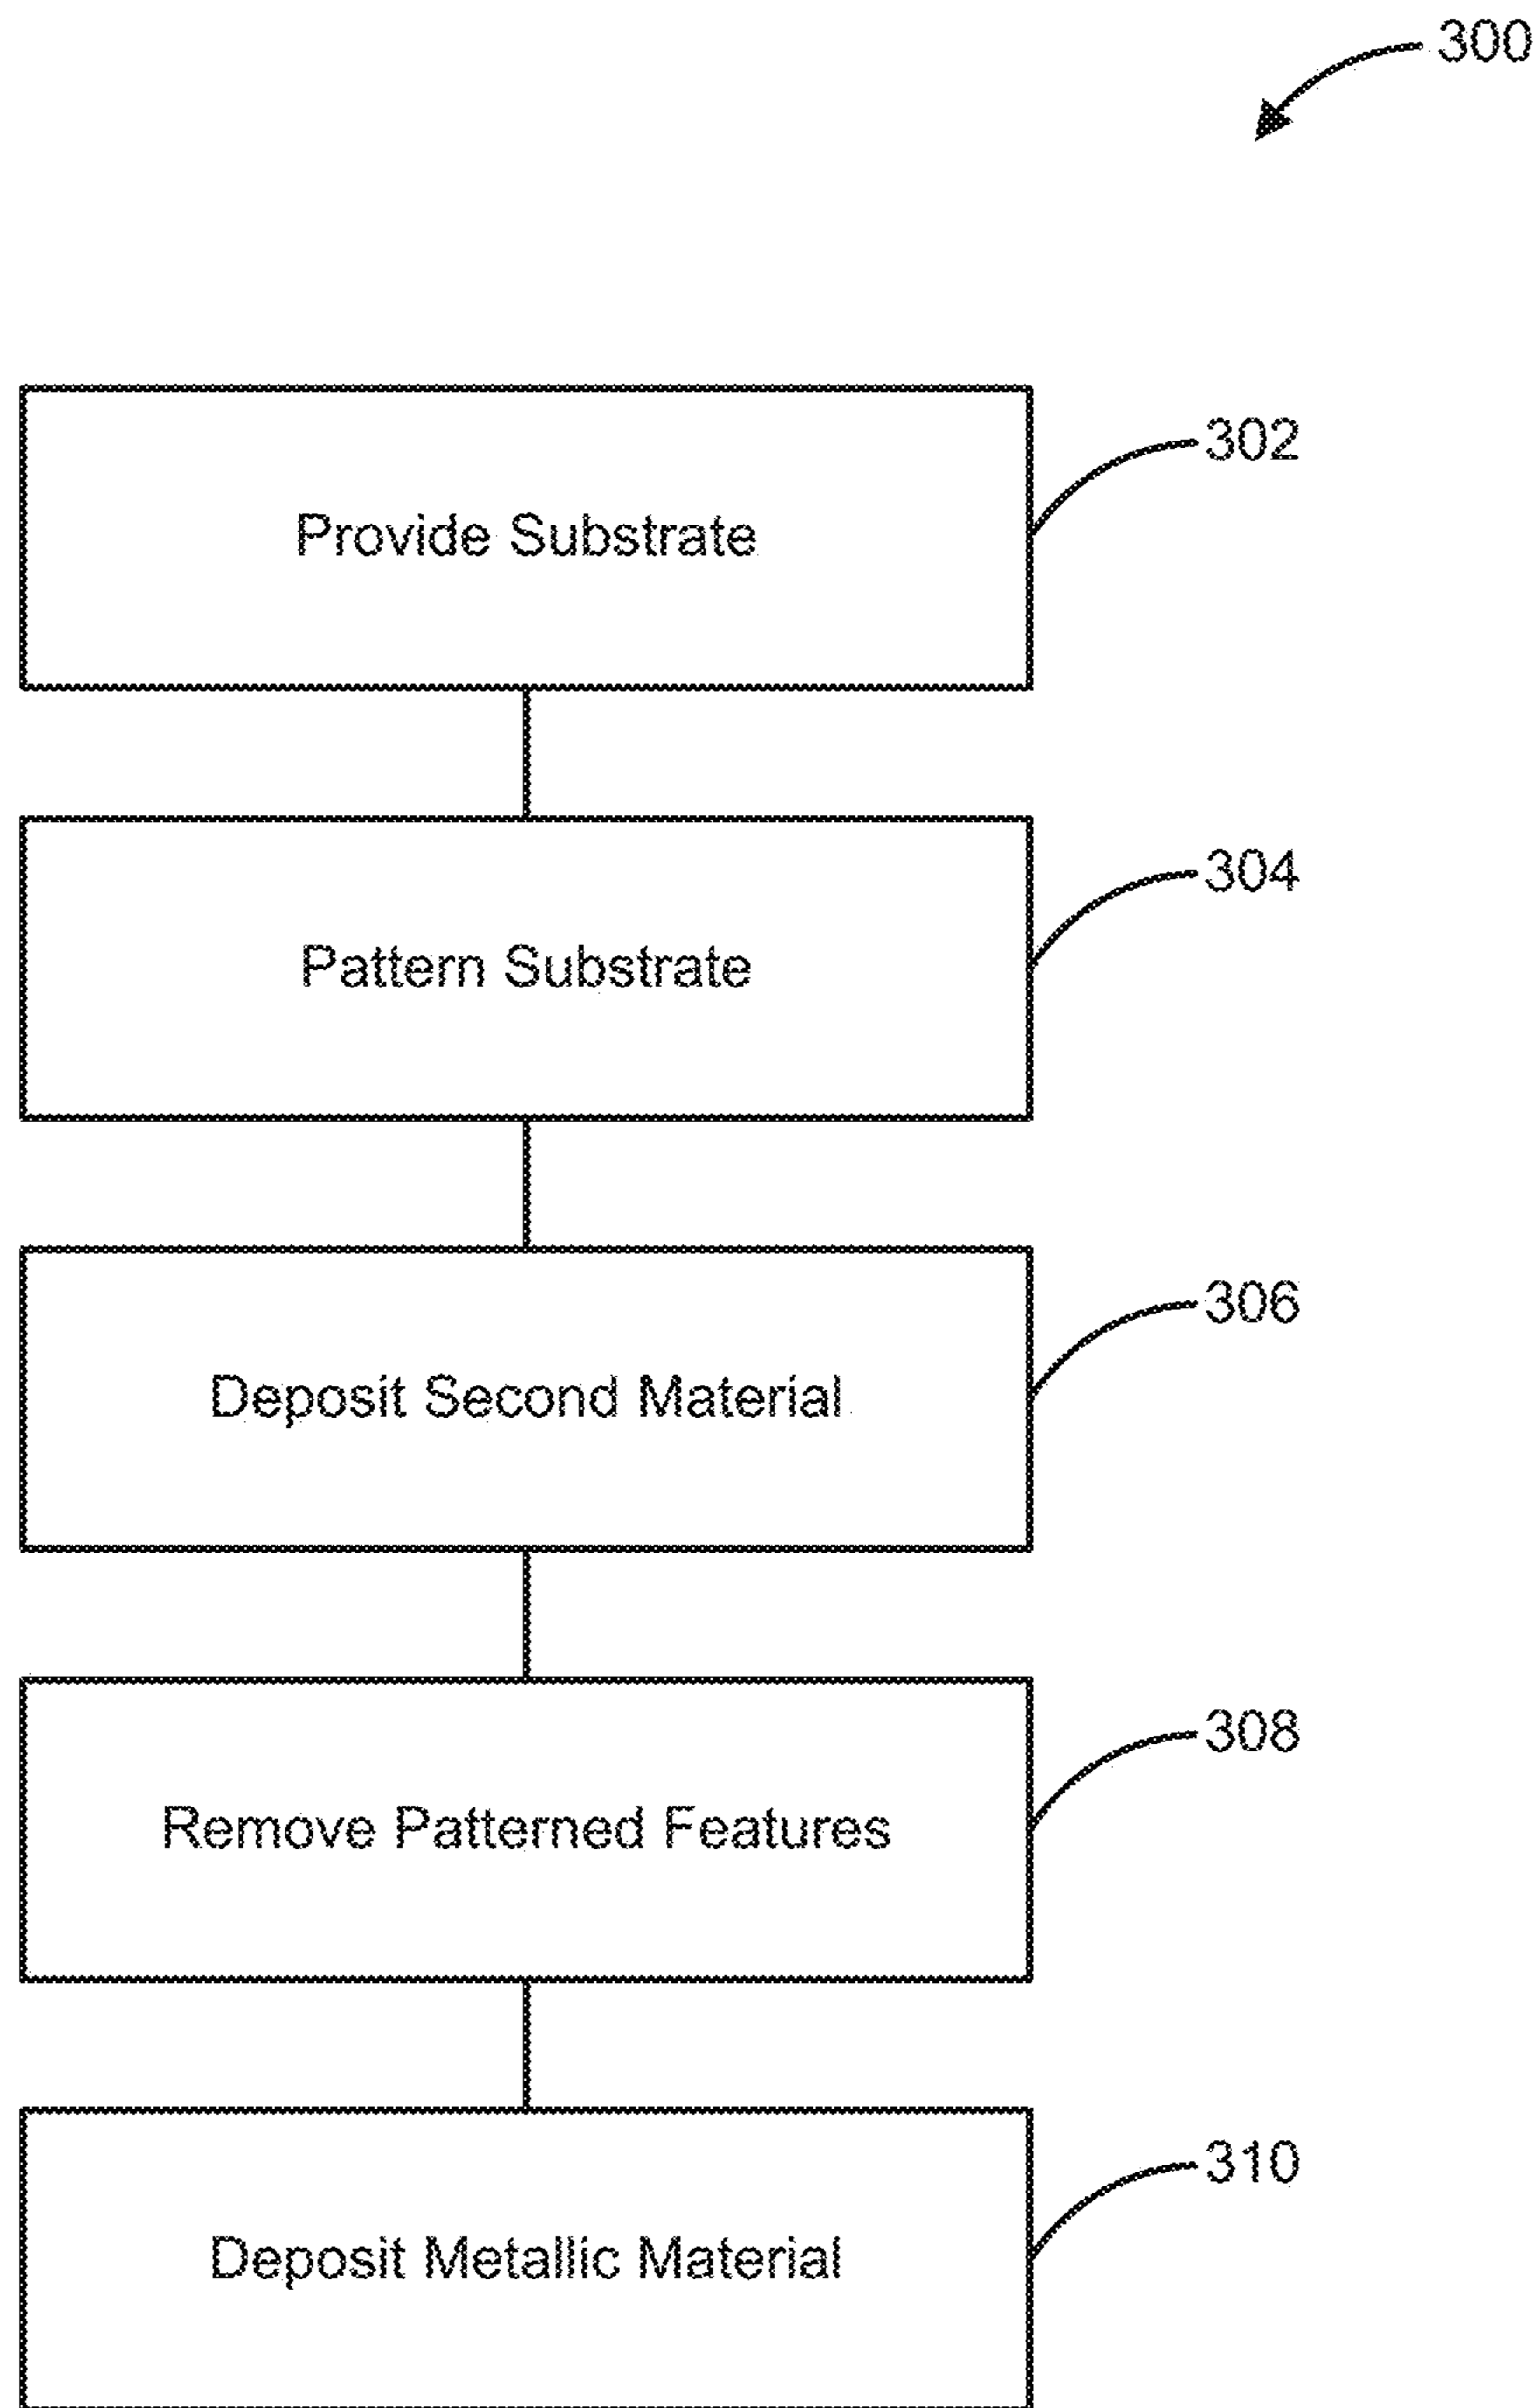 300
302
Provide Substrate
304
Pattern Substrate
306
Deposit Second Material
308
Remove Patterned Features
310
Deposit Metallic Material